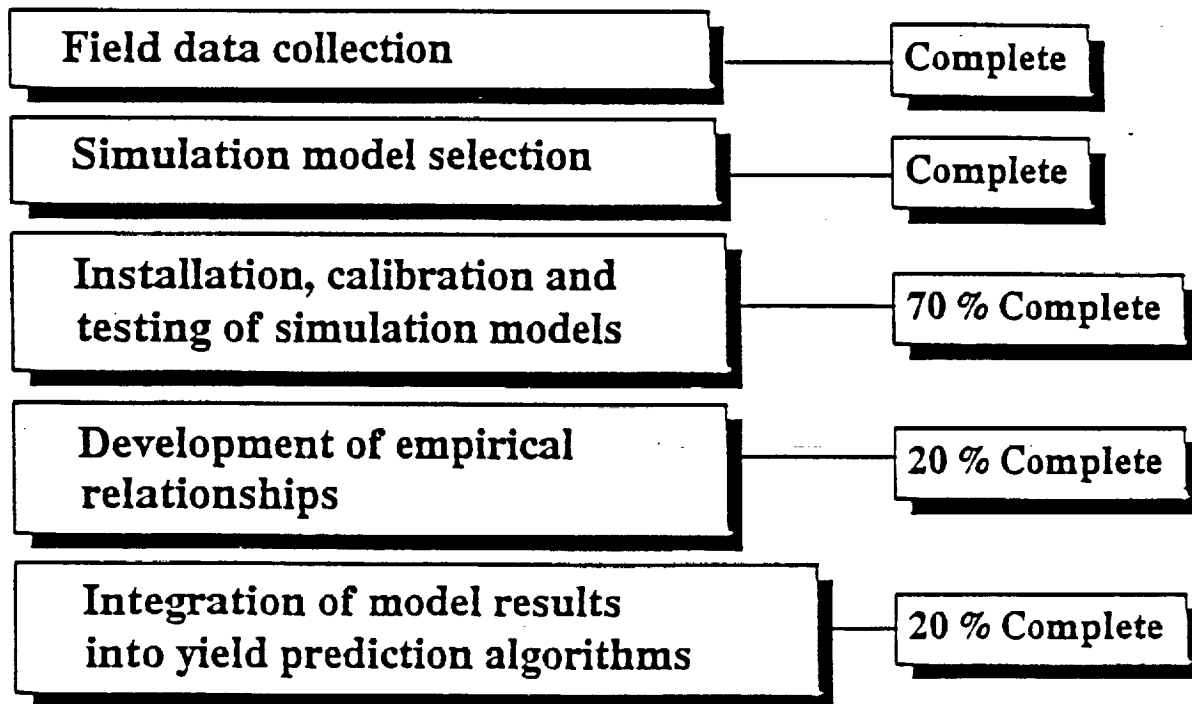 Field data collection
Complete
Simulation model selection
Complete
Installation, calibration and
testing of simulation models
70 % Complete
Development of empirical
relationships
20 % Complete
Integration of model results
into yield prediction algorithms
20 % Complete